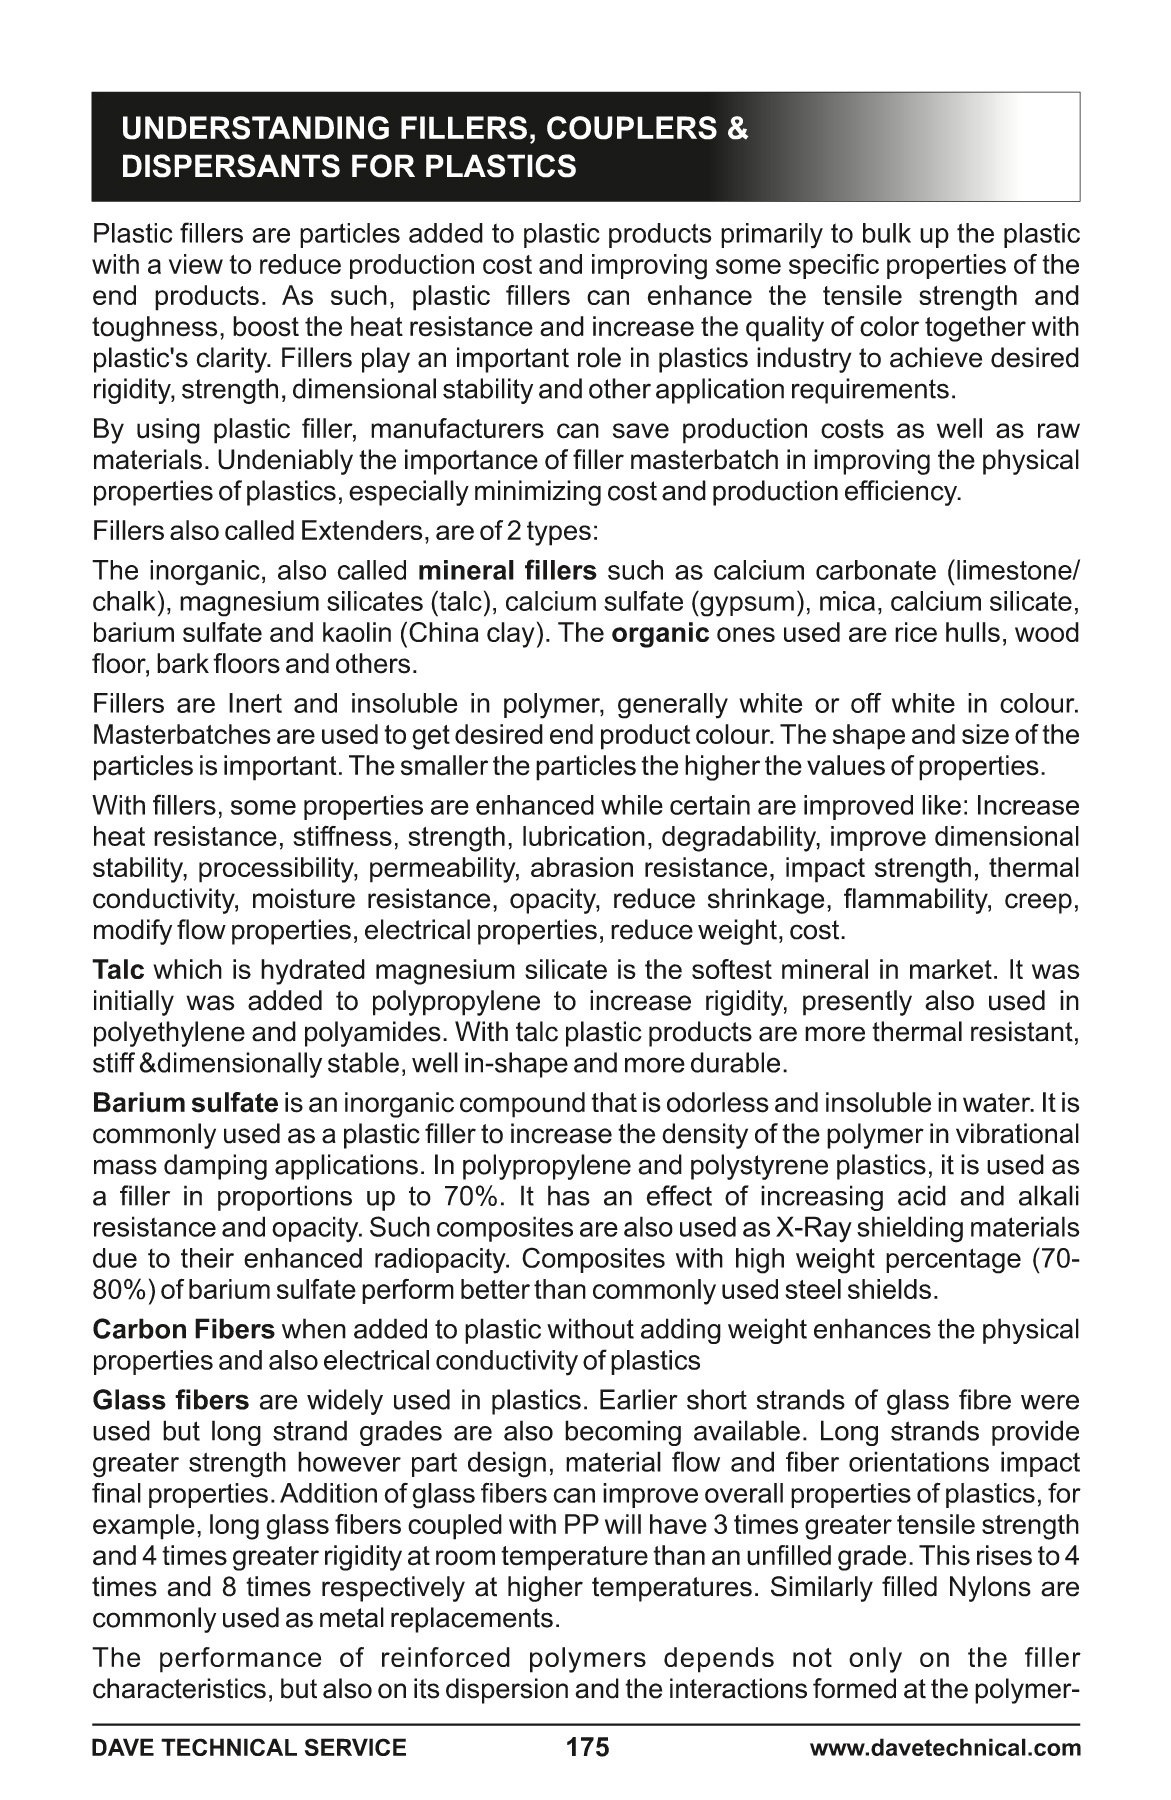 UNDERSTANDING FILLERS, COUPLERS &
DISPERSANTS FOR PLASTICS
Plastic fillers are particles added to plastic products primarily to bulk up the plastic
with a view to reduce production cost and improving some specific properties of the
end products. As such, plastic fillers can enhance the tensile strength and
toughness, boost the heat resistance and increase the quality of color together with
plastic's clarity. Fillers play an important role in plastics industry to achieve desired
rigidity, strength, dimensional stability and other application requirements.
By using plastic filler, manufacturers can save production costs as well as raw
materials. Undeniably the importance of filler masterbatch in improving the physical
properties of plastics, especially minimizing cost and production efficiency.
Fillers also called Extenders, are of 2 types:
The inorganic, also called mineral fillers such as calcium carbonate (limestone/
chalk), magnesium silicates (talc), calcium sulfate (gypsum), mica, calcium silicate,
barium sulfate and kaolin (China clay). The organic ones used are rice hulls, wood
floor, bark floors and others.
Fillers are Inert and insoluble in polymer, generally white or off white in colour.
Masterbatches are used to get desired end product colour. The shape and size of the
particles is important. The smaller the particles the higher the values of properties.
With fillers, some properties are enhanced while certain are improved like: Increase
heat resistance, stiffness, strength, lubrication, degradability, improve dimensional
stability, processibility, permeability, abrasion resistance, impact strength, thermal
conductivity, moisture resistance, opacity, reduce shrinkage, flammability, creep,
modify flow properties, electrical properties, reduce weight, cost.
Talc which is hydrated magnesium silicate is the softest mineral in market. It was
initially was added to polypropylene to increase rigidity, presently also used in
polyethylene and polyamides. With talc plastic products are more thermal resistant,
stiff &dimensionally stable, well in-shape and more durable.
Barium sulfate is an inorganic compound that is odorless and insoluble in water. It is
commonly used as a plastic filler to increase the density of the polymer in vibrational
mass damping applications. In polypropylene and polystyrene plastics, it is used as
a filler in proportions up to 70%. It has an effect of increasing acid and alkali
resistance and opacity. Such composites are also used as X-Ray shielding materials
due to their enhanced radiopacity. Composites with high weight percentage (70-
80%) of barium sulfate perform better than commonly used steel shields.
Carbon Fibers when added to plastic without adding weight enhances the physical
properties and also electrical conductivity of plastics
Glass fibers are widely used in plastics. Earlier short strands of glass fibre were
used but long strand grades are also becoming available. Long strands provide
greater strength however part design, material flow and fiber orientations impact
final properties. Addition of glass fibers can improve overall properties of plastics, for
example, long glass fibers coupled with PP will have 3 times greater tensile strength
and 4 times greater rigidity at room temperature than an unfilled grade. This rises to 4
times and 8 times respectively at higher temperatures. Similarly filled Nylons are
commonly used as metal replacements.
The performance of reinforced polymers depends not only on the filler
characteristics, but also on its dispersion and the interactions formed at the polymer-
DAVE TECHNICAL SERVICE 175 www.davetechnical.com